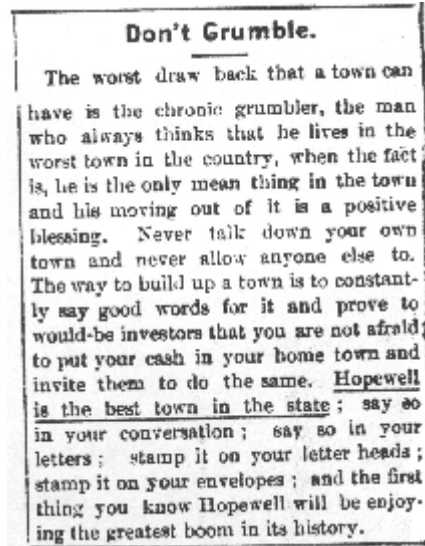 Don't Grumble.
The worst draw back that a town can
have is the chronic grumbler, the man
who always thinks that he lives in the
worst town in the country, when the fact
is, he is the only mean thing in the town
and his moving out of it is a positive
blessing. Never talk down your own
town and never allow anyone else to.
The way to build up a town is to constant-
ly say good words for it and prove to
would-be investors that you are not afraid
to put your cash in your home town and
invite them to do the same. Hopewell
is the best town in the state; say so
in your conversation; say so in your
letters; stamp it on your letter heads;
stamp it on your envelopes; and the first
thing you know Hopewell will be enjoy-
ing the greatest boom in its history.